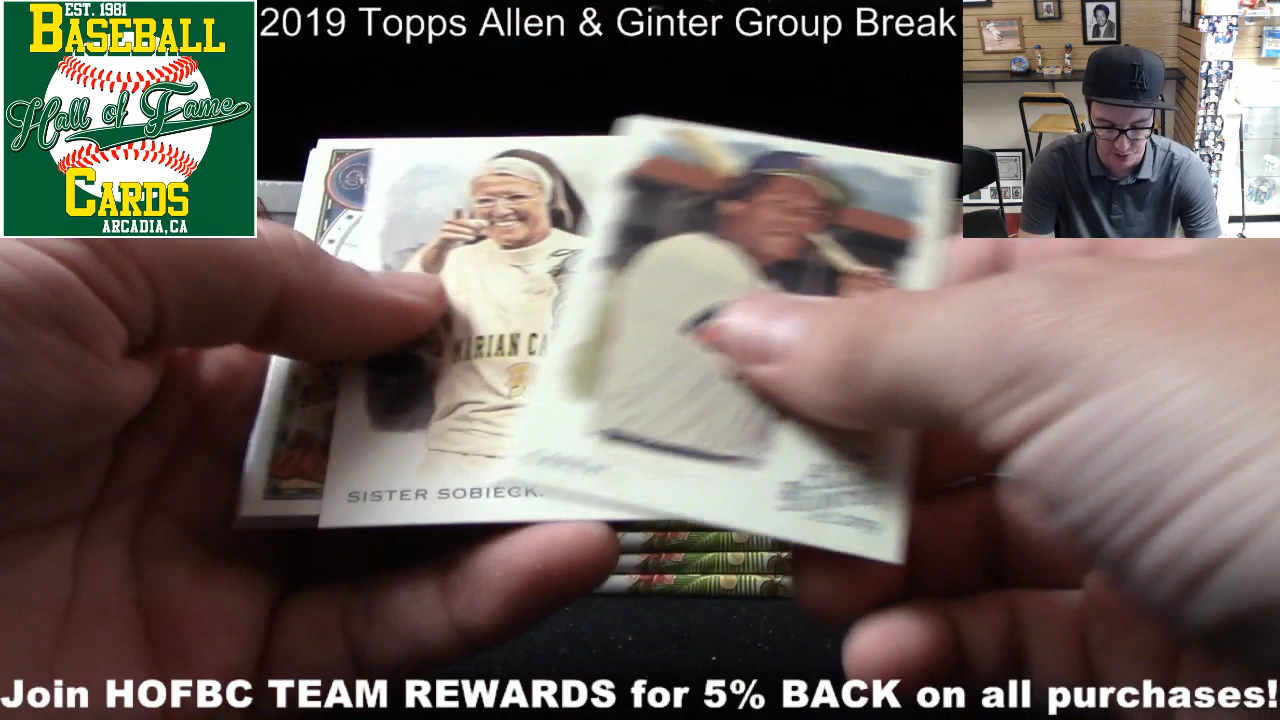 EST. 1981
BASEBALL
Hall of Fame
CARDS
ARCADIA, CA
2019 Topps Allen & Ginter Group Break
LA
MARIAN CA
SISTER SOBIECK
Join HOFBC TEAM REWARDS for 5% BACK on all purchases!